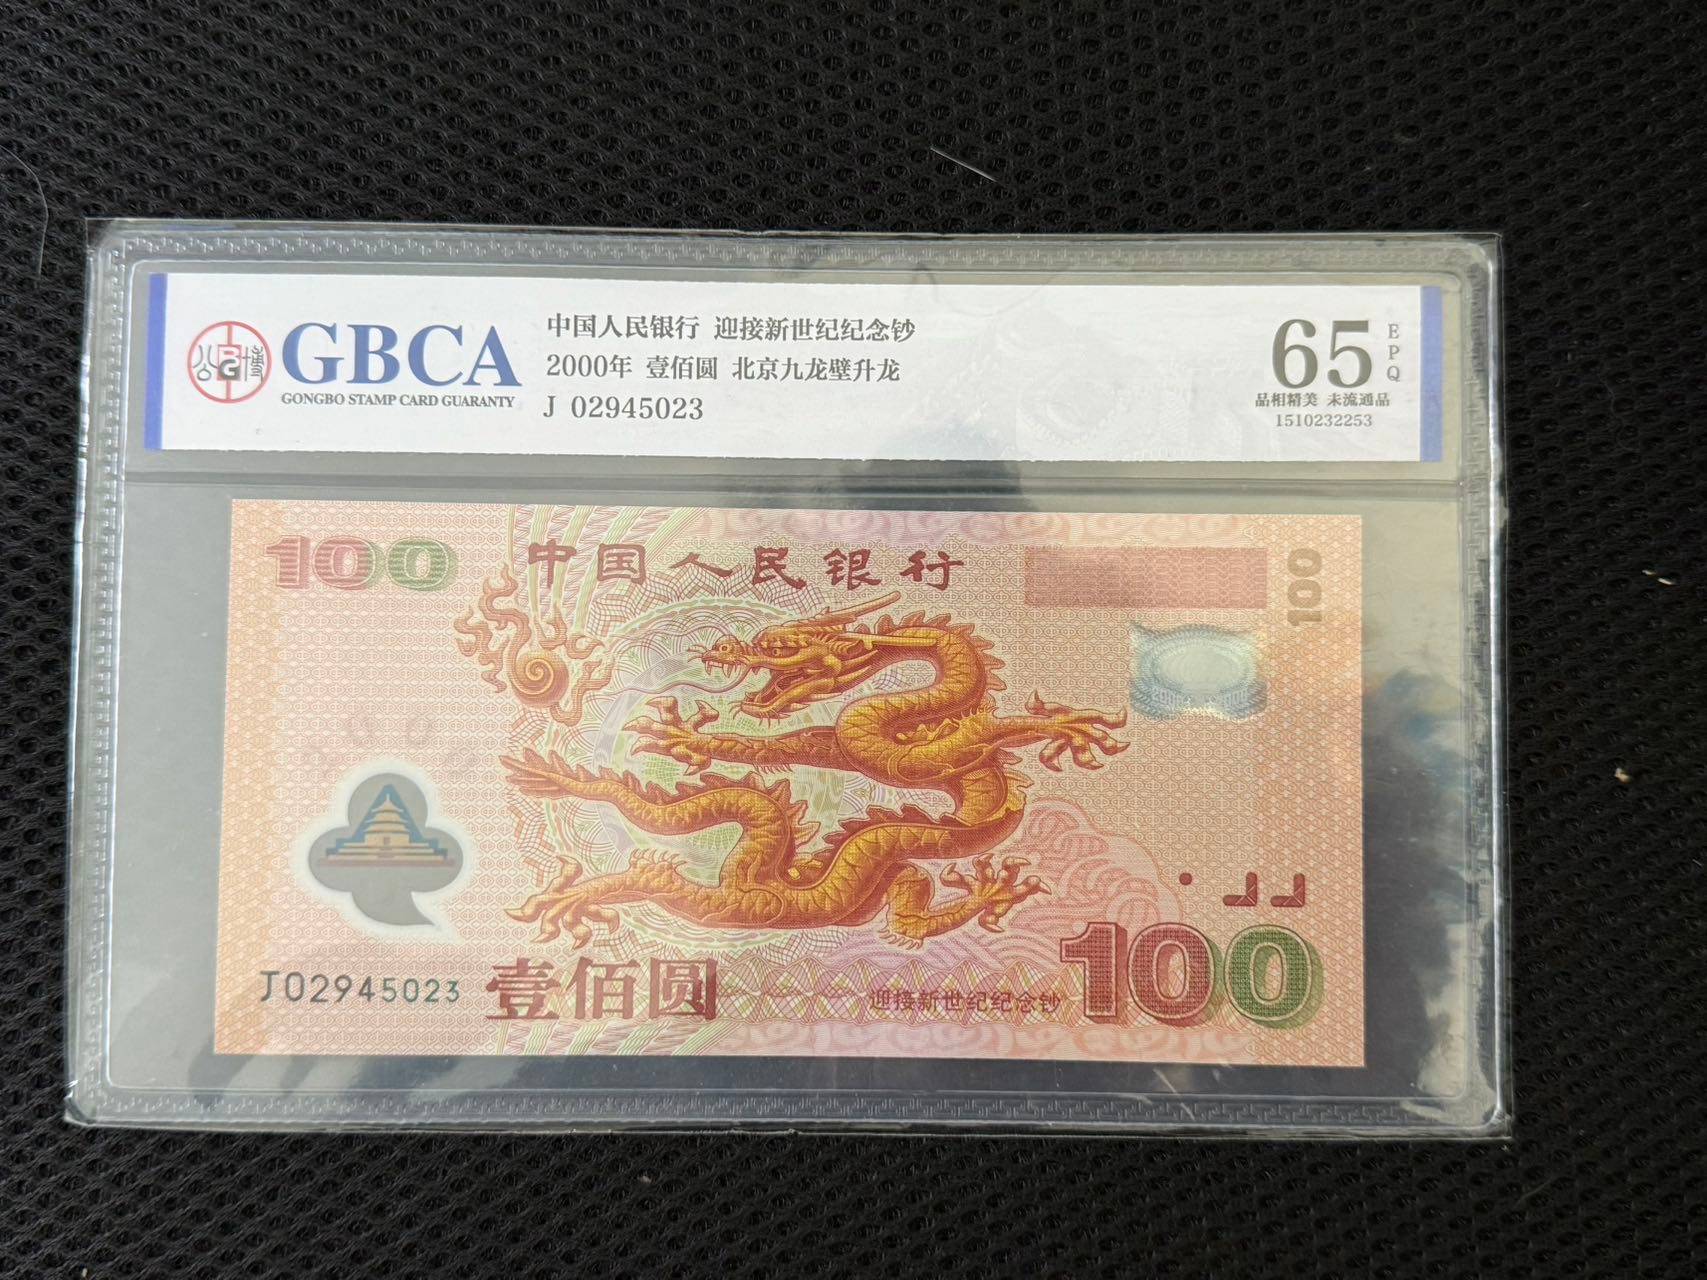 公博
GBCA
GONGBO STAMP CARD GUARANTY
中国人民银行 迎接新世纪纪念钞
2000年 壹佰圆 北京九龙壁升龙
J 02945023
65
EPQ
品相精美 未流通品
1510232253
100
中国人民银行
100
J02945023
壹佰圆
迎接新世纪纪念钞
100